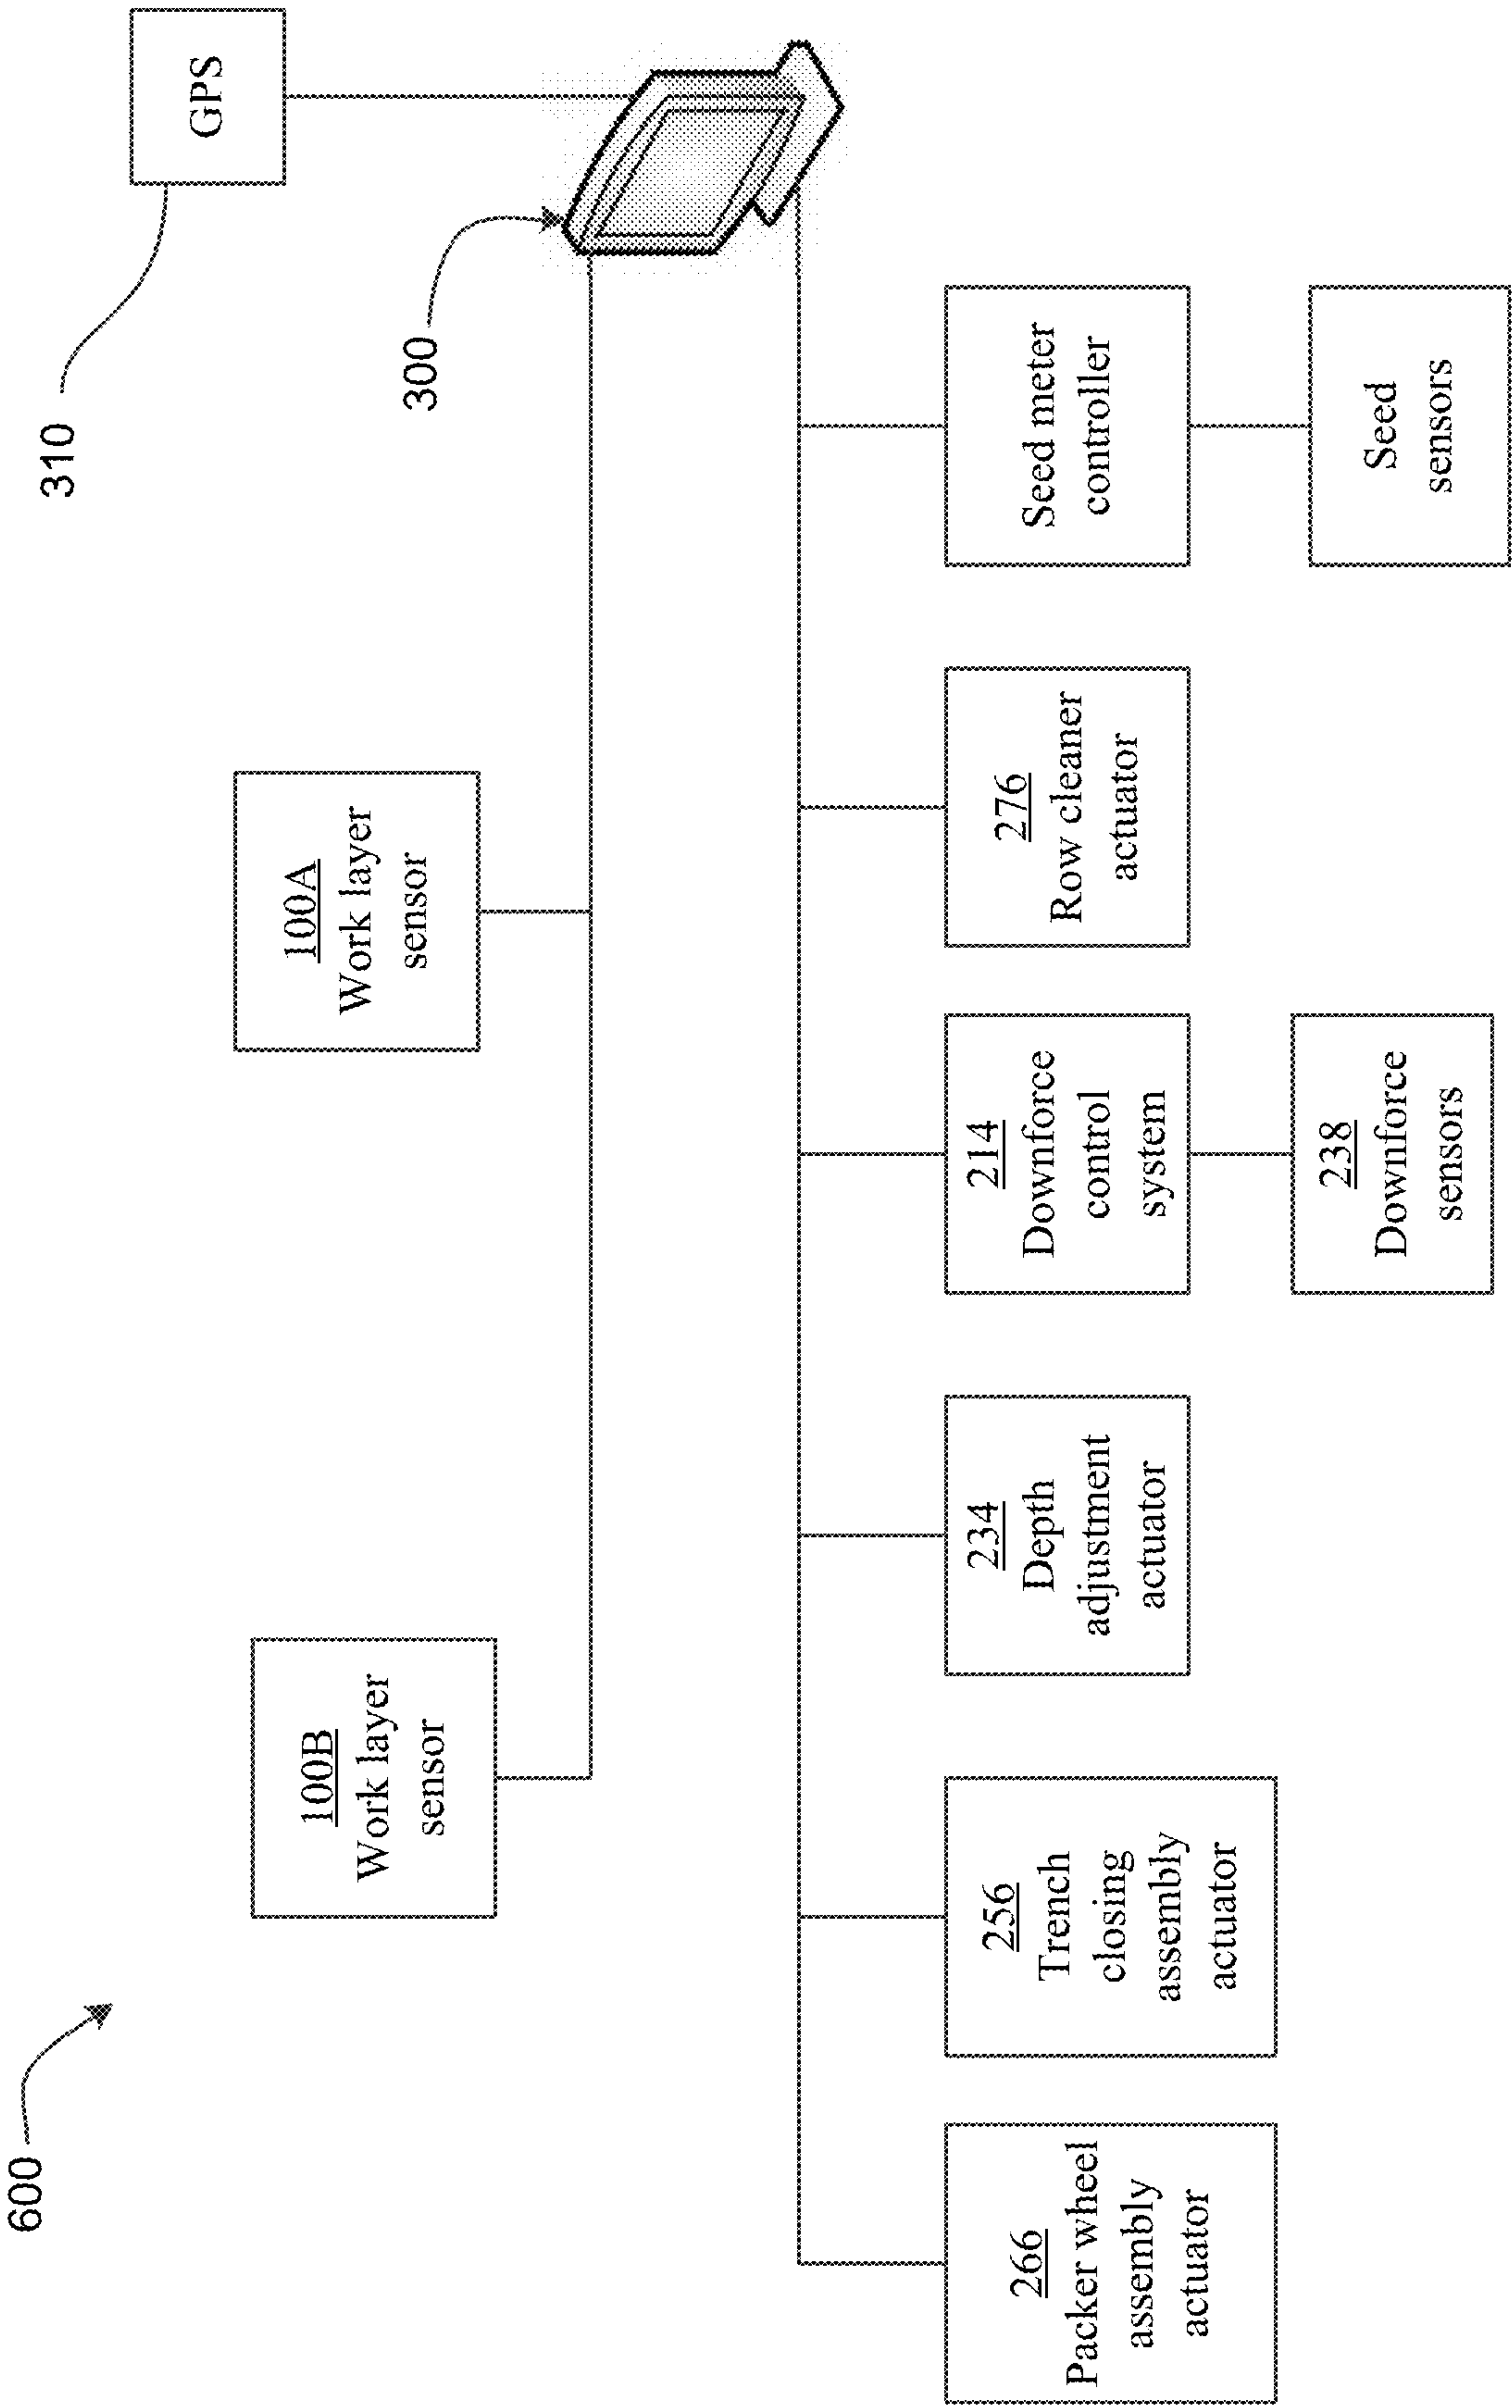 600
310
GPS
300
100B
Work layer
sensor
100A
Work layer
sensor
266
Packer wheel
assembly
actuator
256
Trench
closing
assembly
actuator
234
Depth
adjustment
actuator
214
Downforce
control
system
276
Row cleaner
actuator
Seed meter
controller
238
Downforce
sensors
Seed
sensors